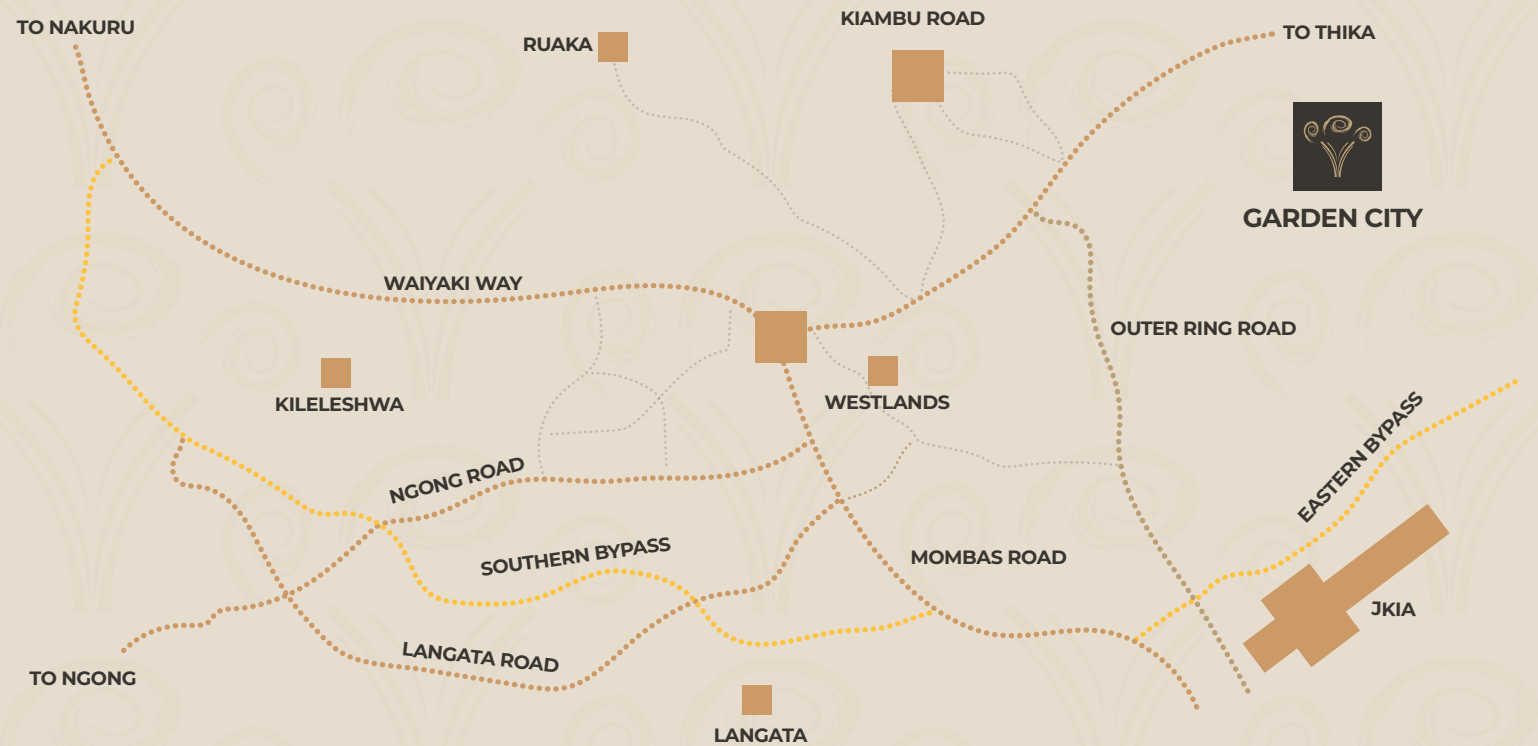 KIAMBU ROAD
TO NAKURU
TO THIKA
RUAKA
GARDEN CITY
WAIYAKI WAY
OUTER RING ROAD
KILELESHWA
WESTLANDS
EASTERN BYPASS
NGONG ROAD
SOUTHERN BYPASS
MOMBAS ROAD
JKIA
LANGATA ROAD
TO NGONG
LANGATA